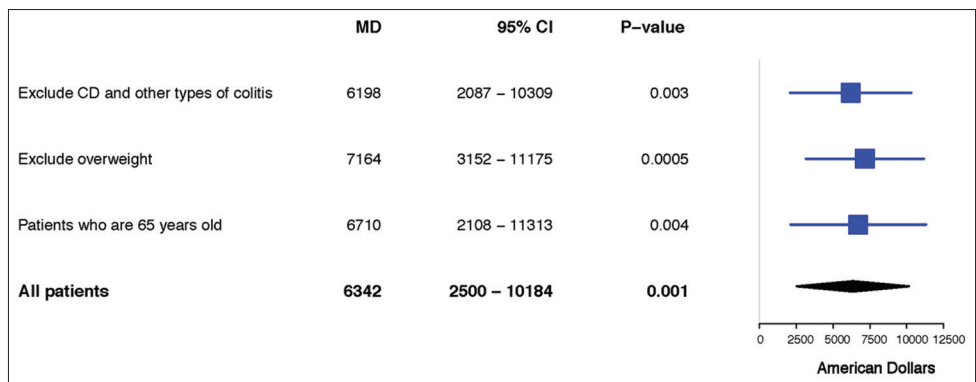 MD 95% CI P−value
Exclude CD and other types of colitis 6198 2087 − 10309 0.003
Exclude overweight 7164 3152 − 11175 0.0005
Patients who are 65 years old 6710 2108 − 11313 0.004
All patients 6342 2500 − 10184 0.001
0 2500 5000 7500 10000 12500
American Dollars